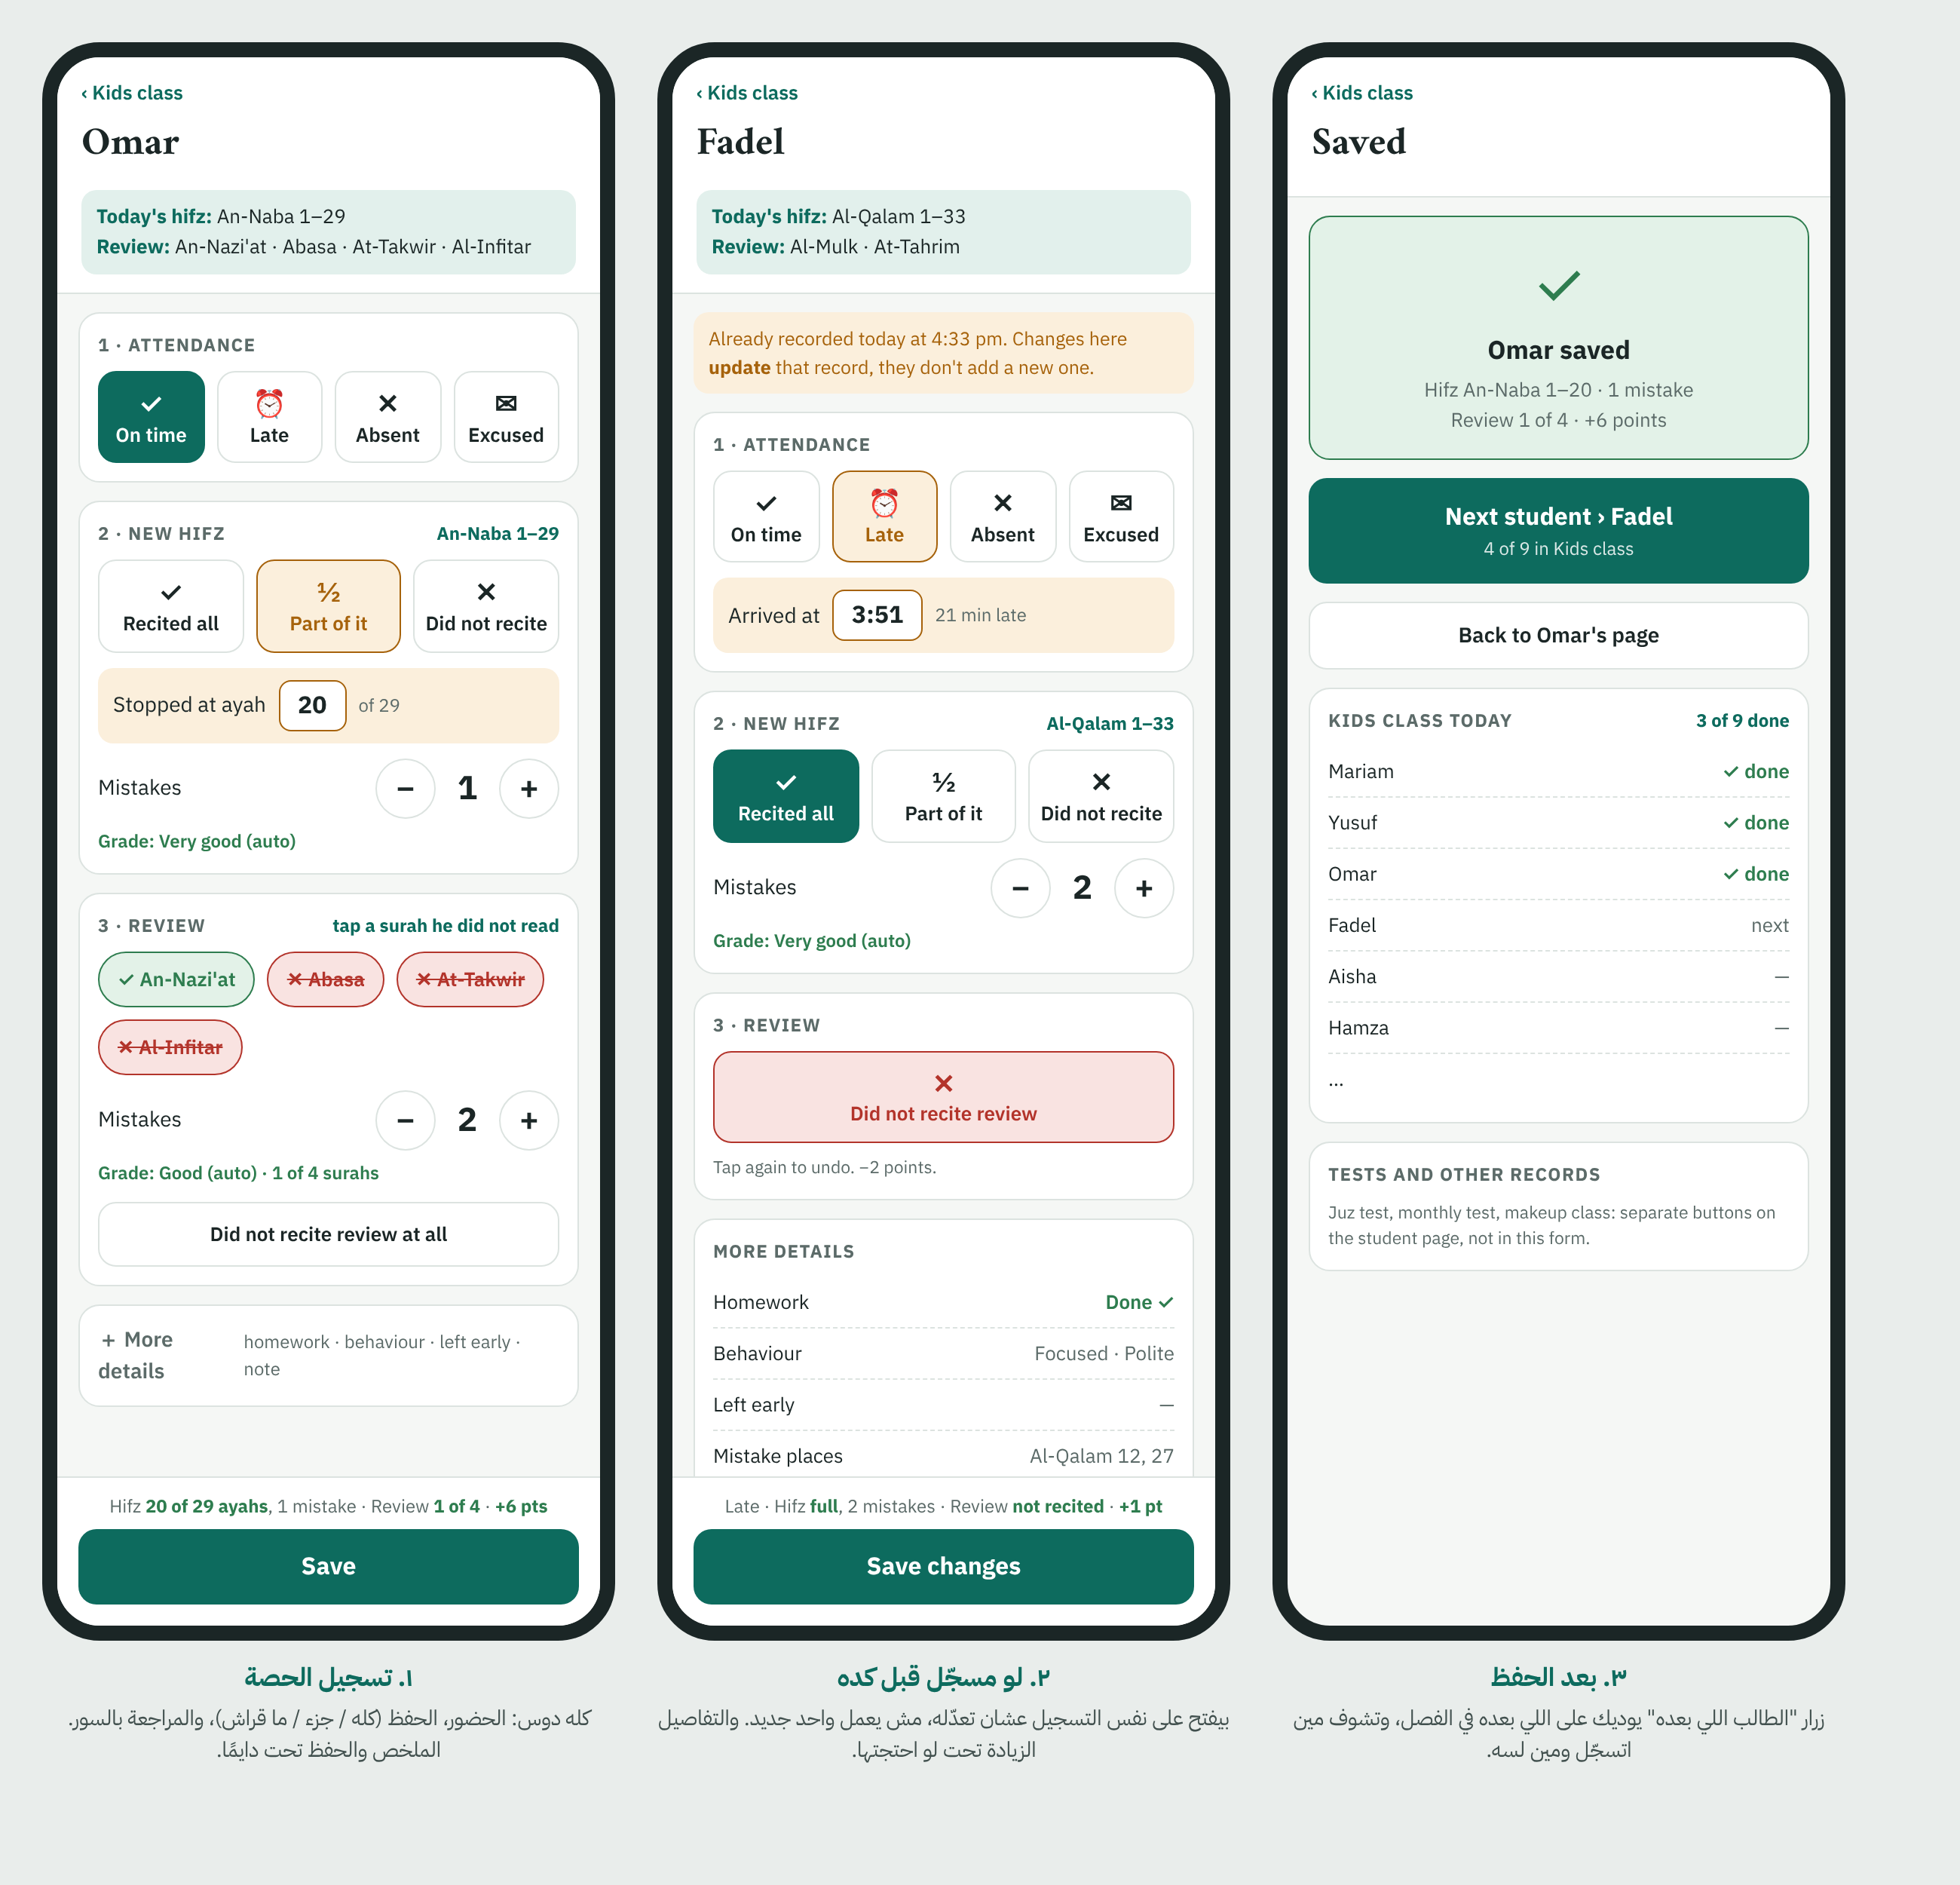 ‹ Kids class
Omar
Today's hifz: An-Naba 1–29
Review: An-Nazi'at · Abasa · At-Takwir · Al-Infitar
1 · ATTENDANCE
✓ On time
⏰ Late
✕ Absent
✉ Excused
2 · NEW HIFZ An-Naba 1–29
✓ Recited all
½ Part of it
✕ Did not recite
Stopped at ayah 20 of 29
Mistakes − 1 +
Grade: Very good (auto)
3 · REVIEW tap a surah he did not read
✓ An-Nazi'at ✕ Abasa ✕ At-Takwir
✕ Al-Infitar
Mistakes − 2 +
Grade: Good (auto) · 1 of 4 surahs
Did not recite review at all
+ More details
homework · behaviour · left early ·
note
Hifz 20 of 29 ayahs, 1 mistake · Review 1 of 4 · +6 pts
Save
١. تسجيل الحصة
كله دوس: الحضور، الحفظ (كله / جزء / ما قراش)، والمراجعة بالسور.
الملخص والحفظ تحت دايمًا.
‹ Kids class
Fadel
Today's hifz: Al-Qalam 1–33
Review: Al-Mulk · At-Tahrim
Already recorded today at 4:33 pm. Changes here
update that record, they don't add a new one.
1 · ATTENDANCE
✓ On time
⏰ Late
✕ Absent
✉ Excused
Arrived at 3:51 21 min late
2 · NEW HIFZ Al-Qalam 1–33
✓ Recited all
½ Part of it
✕ Did not recite
Mistakes − 2 +
Grade: Very good (auto)
3 · REVIEW
✕
Did not recite review
Tap again to undo. −2 points.
MORE DETAILS
Homework Done ✓
Behaviour Focused · Polite
Left early —
Mistake places Al-Qalam 12, 27
Late · Hifz full, 2 mistakes · Review not recited · +1 pt
Save changes
٢. لو مسجّل قبل كده
بيفتح على نفس التسجيل عشان تعدّله، مش يعمل واحد جديد. والتفاصيل
الزيادة تحت لو احتجتها.
‹ Kids class
Saved
✓
Omar saved
Hifz An-Naba 1–20 · 1 mistake
Review 1 of 4 · +6 points
Next student › Fadel
4 of 9 in Kids class
Back to Omar's page
KIDS CLASS TODAY 3 of 9 done
Mariam ✓ done
Yusuf ✓ done
Omar ✓ done
Fadel next
Aisha —
Hamza —
...
TESTS AND OTHER RECORDS
Juz test, monthly test, makeup class: separate buttons on
the student page, not in this form.
٣. بعد الحفظ
زرار "الطالب اللي بعده" يوديك على اللي بعده في الفصل، وتشوف مين
اتسجّل ومين لسه.